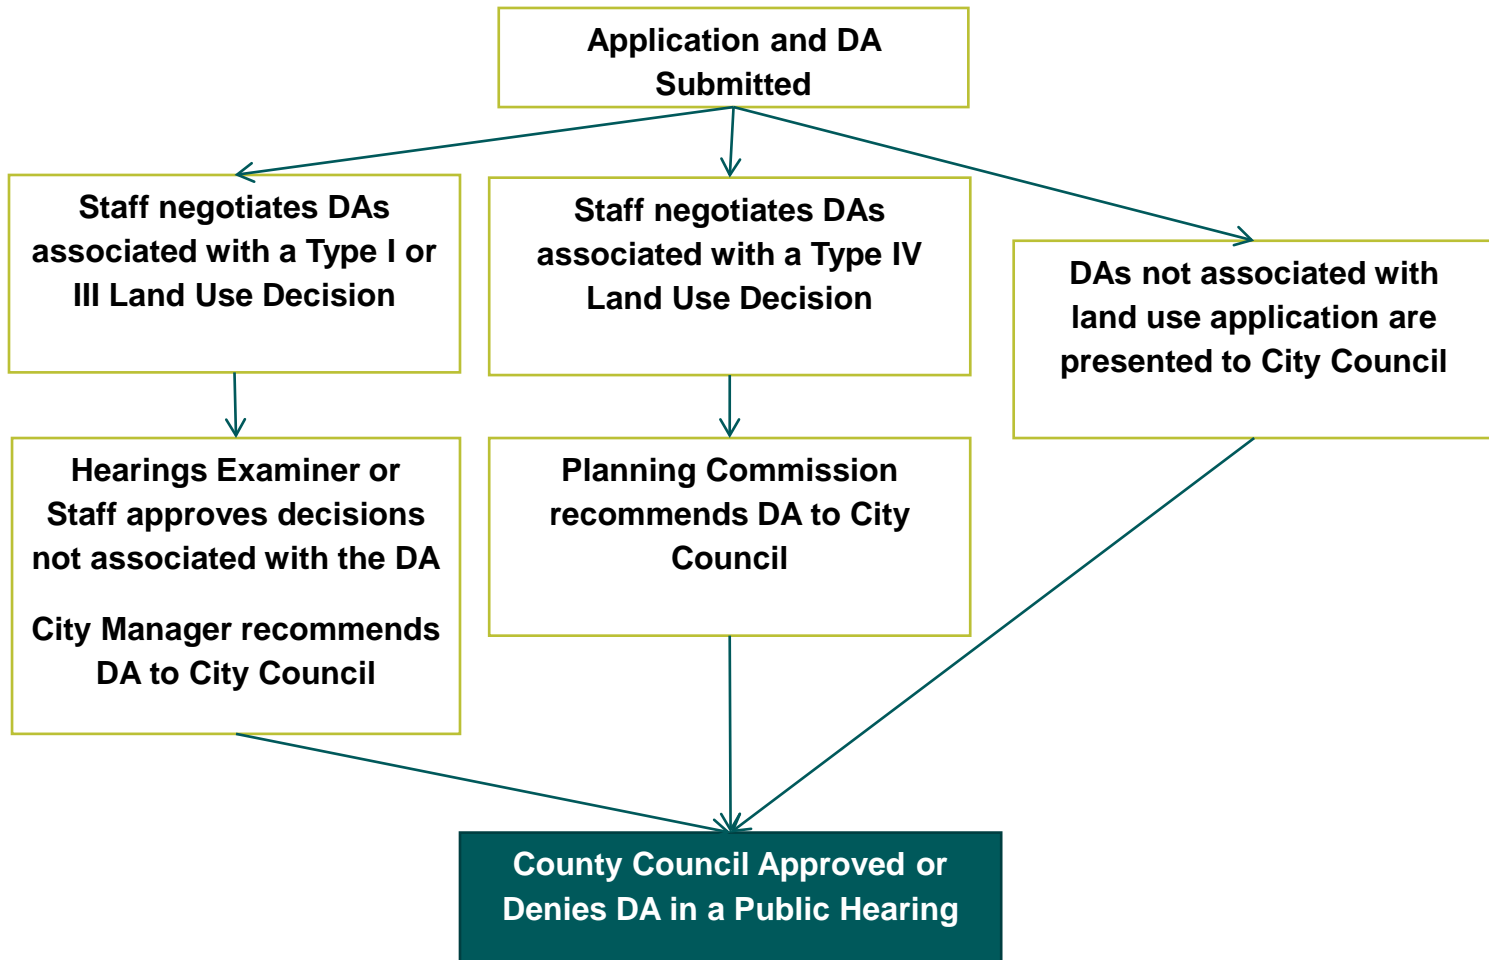 Application and DA
Submitted
Staff negotiates DAs
associated with a Type I or
III Land Use Decision
Staff negotiates DAs
associated with a Type IV
Land Use Decision
DAs not associated with
land use application are
presented to City Council
Hearings Examiner or
Staff approves decisions
not associated with the DA
City Manager recommends
DA to City Council
Planning Commission
recommends DA to City
Council
County Council Approved or
Denies DA in a Public Hearing